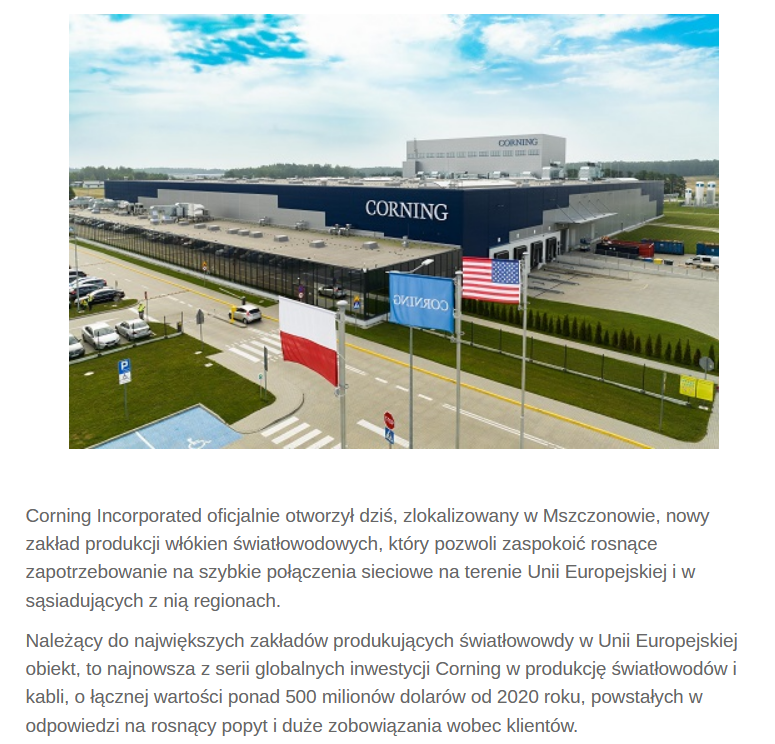 CORNING
CORNING
CORNING
P
STOP
Corning Incorporated oficjalnie otworzył dziś, zlokalizowany w Mszczonowie, nowy
zakład produkcji włókien światłowodowych, który pozwoli zaspokoić rosnące
zapotrzebowanie na szybkie połączenia sieciowe na terenie Unii Europejskiej i w
sąsiadujących z nią regionach.
Należący do największych zakładów produkujących światłowowdy w Unii Europejskiej
obiekt, to najnowsza z serii globalnych inwestycji Corning w produkcję światłowodów i
kabli, o łącznej wartości ponad 500 milionów dolarów od 2020 roku, powstałych w
odpowiedzi na rosnący popyt i duże zobowiązania wobec klientów.